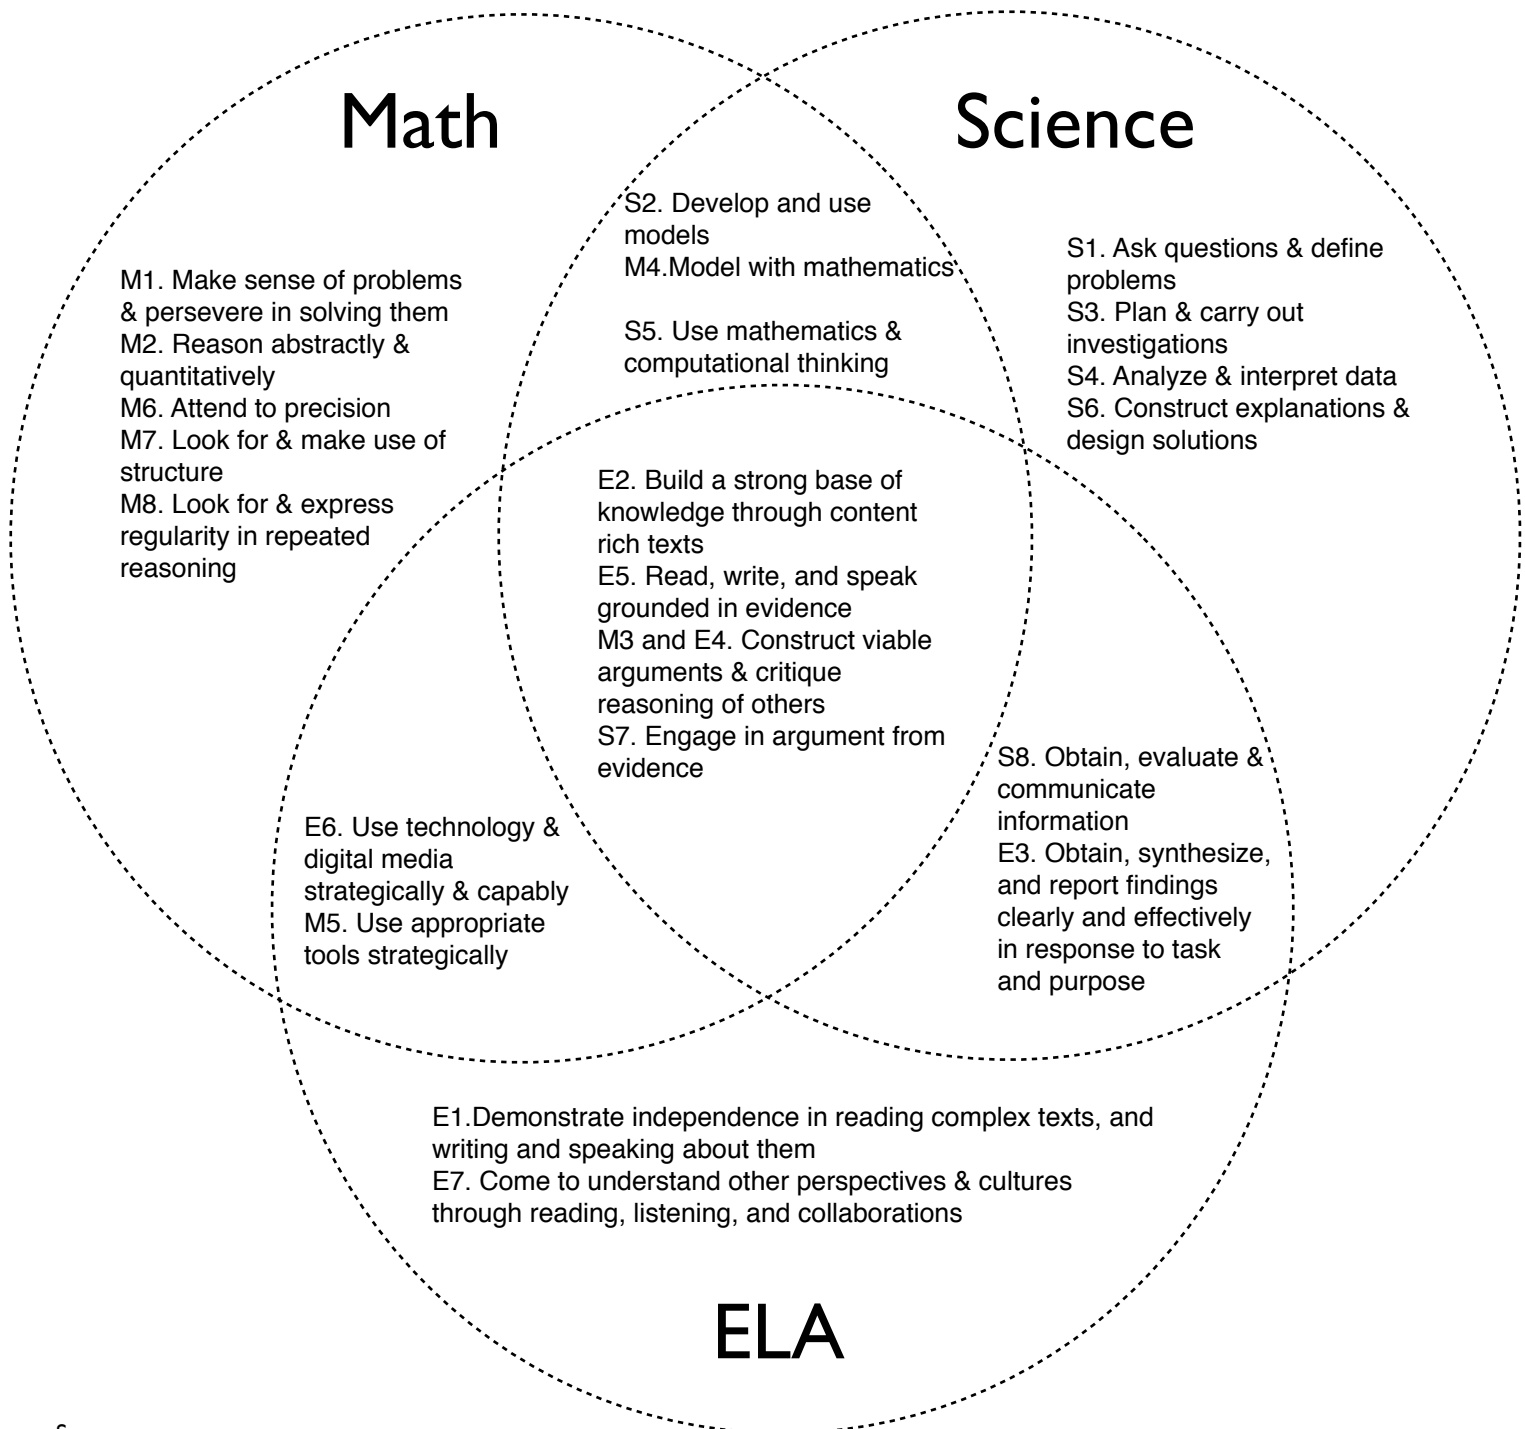 Math
Science
S2. Develop and use
models
M4.Model with mathematics
S5. Use mathematics &
computational thinking
M1. Make sense of problems
& persevere in solving them
M2. Reason abstractly &
quantitatively
M6. Attend to precision
M7. Look for & make use of
structure
M8. Look for & express
regularity in repeated
reasoning
S1. Ask questions & define
problems
S3. Plan & carry out
investigations
S4. Analyze & interpret data
S6. Construct explanations &
design solutions
E2. Build a strong base of
knowledge through content
rich texts
E5. Read, write, and speak
grounded in evidence
M3 and E4. Construct viable
arguments & critique
reasoning of others
S7. Engage in argument from
evidence
E6. Use technology &
digital media
strategically & capably
M5. Use appropriate
tools strategically
S8. Obtain, evaluate &
communicate
information
E3. Obtain, synthesize,
and report findings
clearly and effectively
in response to task
and purpose
E1.Demonstrate independence in reading complex texts, and
writing and speaking about them
E7. Come to understand other perspectives & cultures
through reading, listening, and collaborations
ELA